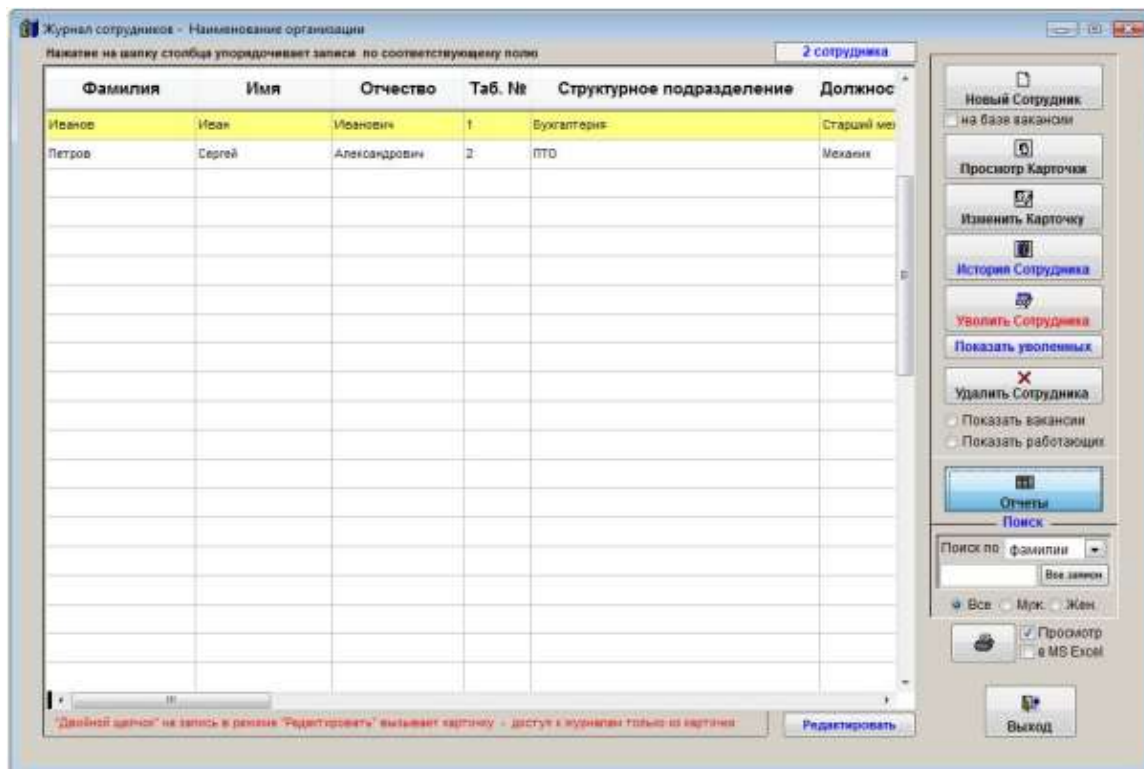 Журнал сотрудников - Наименование организации
Нажатие на шапку столбца упорядочивает записи по соответствующему полю
2 сотрудника
Фамилия Имя Отчество Таб. № Структурное подразделение Должнос
Иванов Иван Иванович 1 Бухгалтерия Старший мех
Петров Сергей Александрович 2 ПТО Механик
Новый Сотрудник
на базе вакансии
Просмотр Карточки
Изменить Карточку
История Сотрудника
Уволить Сотрудника
Показать уволенных
Удалить Сотрудника
Показать вакансии
Показать работающих
Отчеты
Поиск
Поиск по фамилии
Все записи
Все Муж. Жен.
Просмотр
в MS Excel
Выход
"Двойной щелчок" на запись в режиме "Редактировать" вызывает карточку - доступ к журналам только из карточки
Редактировать